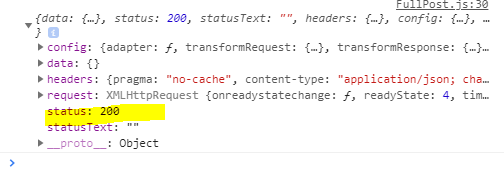 FullPost.js:30
{data: {…}, status: 200, statusText: "", headers: {…}, config: {…}, …
} i
config: {adapter: ƒ, transformRequest: {…}, transformResponse: {…}…
data: {}
headers: {pragma: "no-cache", content-type: "application/json; cha…
request: XMLHttpRequest {onreadystatechange: ƒ, readyState: 4, tim…
status: 200
statusText: ""
__proto__: Object